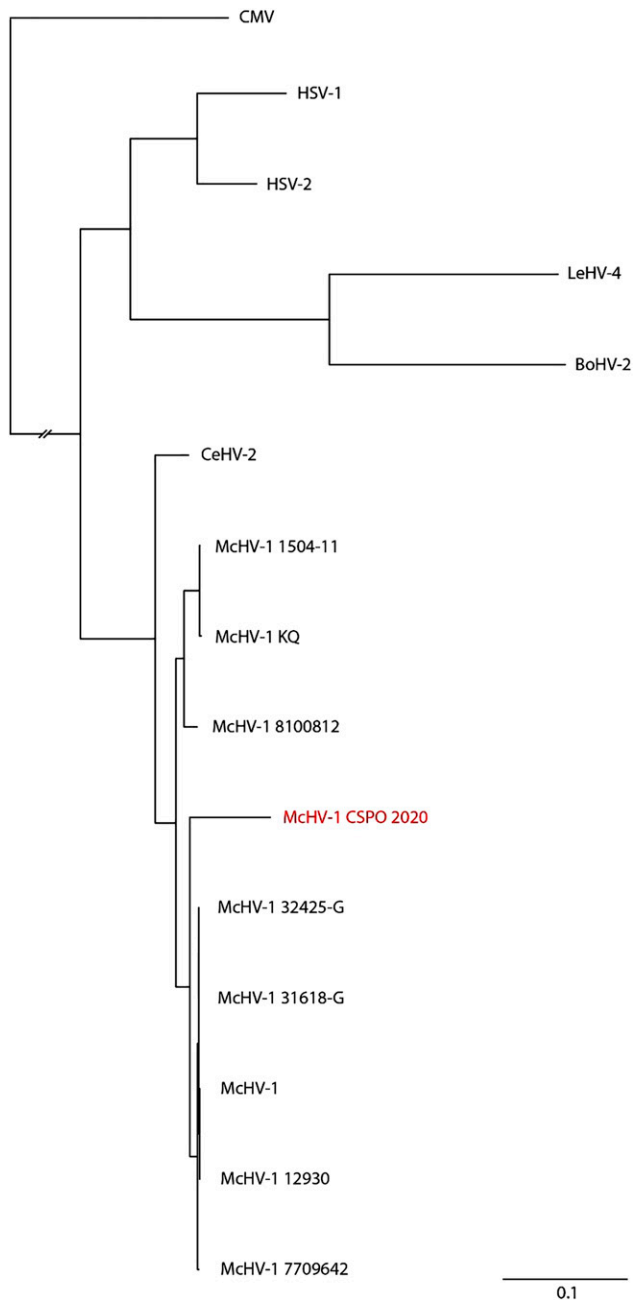 CMV
HSV-1
HSV-2
LeHV-4
BoHV-2
CeHV-2
McHV-1 1504-11
McHV-1 KQ
McHV-1 8100812
McHV-1 CSPO 2020
McHV-1 32425-G
McHV-1 31618-G
McHV-1
McHV-1 12930
McHV-1 7709642
0.1